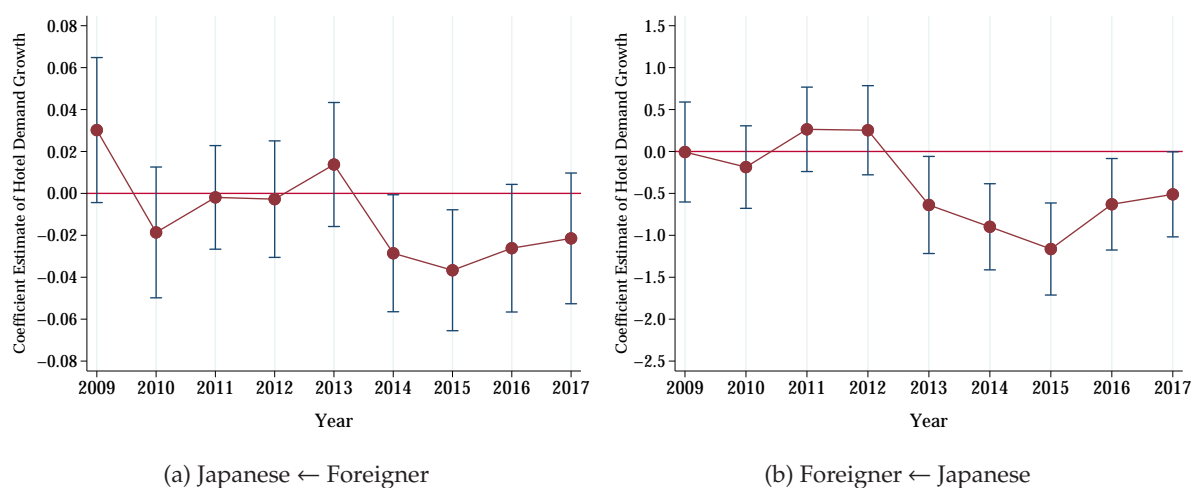 Coefficient Estimate of Hotel Demand Growth
0.08
0.06
0.04
0.02
0.00
−0.02
−0.04
−0.06
−0.08
2009 2010 2011 2012 2013 2014 2015 2016 2017
Year
(a) Japanese ← Foreigner
Coefficient Estimate of Hotel Demand Growth
1.5
1.0
0.5
0.0
−0.5
−1.0
−1.5
−2.0
−2.5
2009 2010 2011 2012 2013 2014 2015 2016 2017
Year
(b) Foreigner ← Japanese